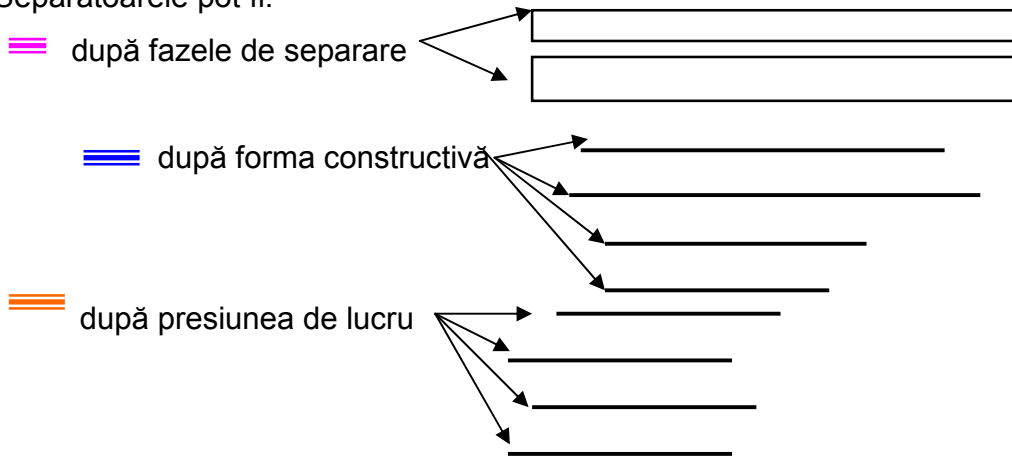 Separatoarele pot fi:
după fazele de separare
după forma constructivă
după presiunea de lucru